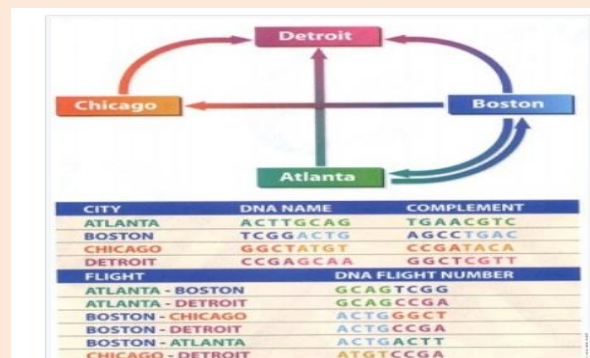 Detroit
Chicago
Boston
Atlanta
CITY DNA NAME COMPLEMENT
ATLANTA ACTTGCAG TGAACGTC
BOSTON TCGGACTG AGCCTGAC
CHICAGO GGCTATGT CCGATACA
DETROIT CCGAGCAA GGCTCGTT
FLIGHT DNA FLIGHT NUMBER
ATLANTA - BOSTON GCAGTCGG
ATLANTA - DETROIT GCAGCCGA
BOSTON - CHICAGO ACTGGGCT
BOSTON - DETROIT ACTGCCGA
BOSTON - ATLANTA ACTGACTT
CHICAGO - DETROIT ATGTCCGA